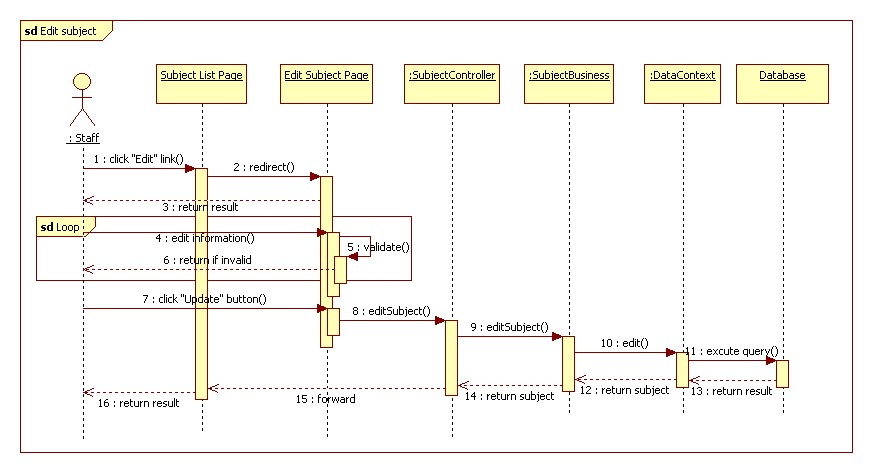 sd Edit subject
Subject List Page
Edit Subject Page
:SubjectController
:SubjectBusiness
:DataContext
Database
: Staff
1 : click "Edit" link()
2 : redirect()
3 : return result
sd Loop
4 : edit information()
5 : validate()
6 : return if invalid
7 : click "Update" button()
8 : editSubject()
9 : editSubject()
10 : edit()
11 : excute query()
12 : return subject
13 : return result
14 : return subject
15 : forward
16 : return result